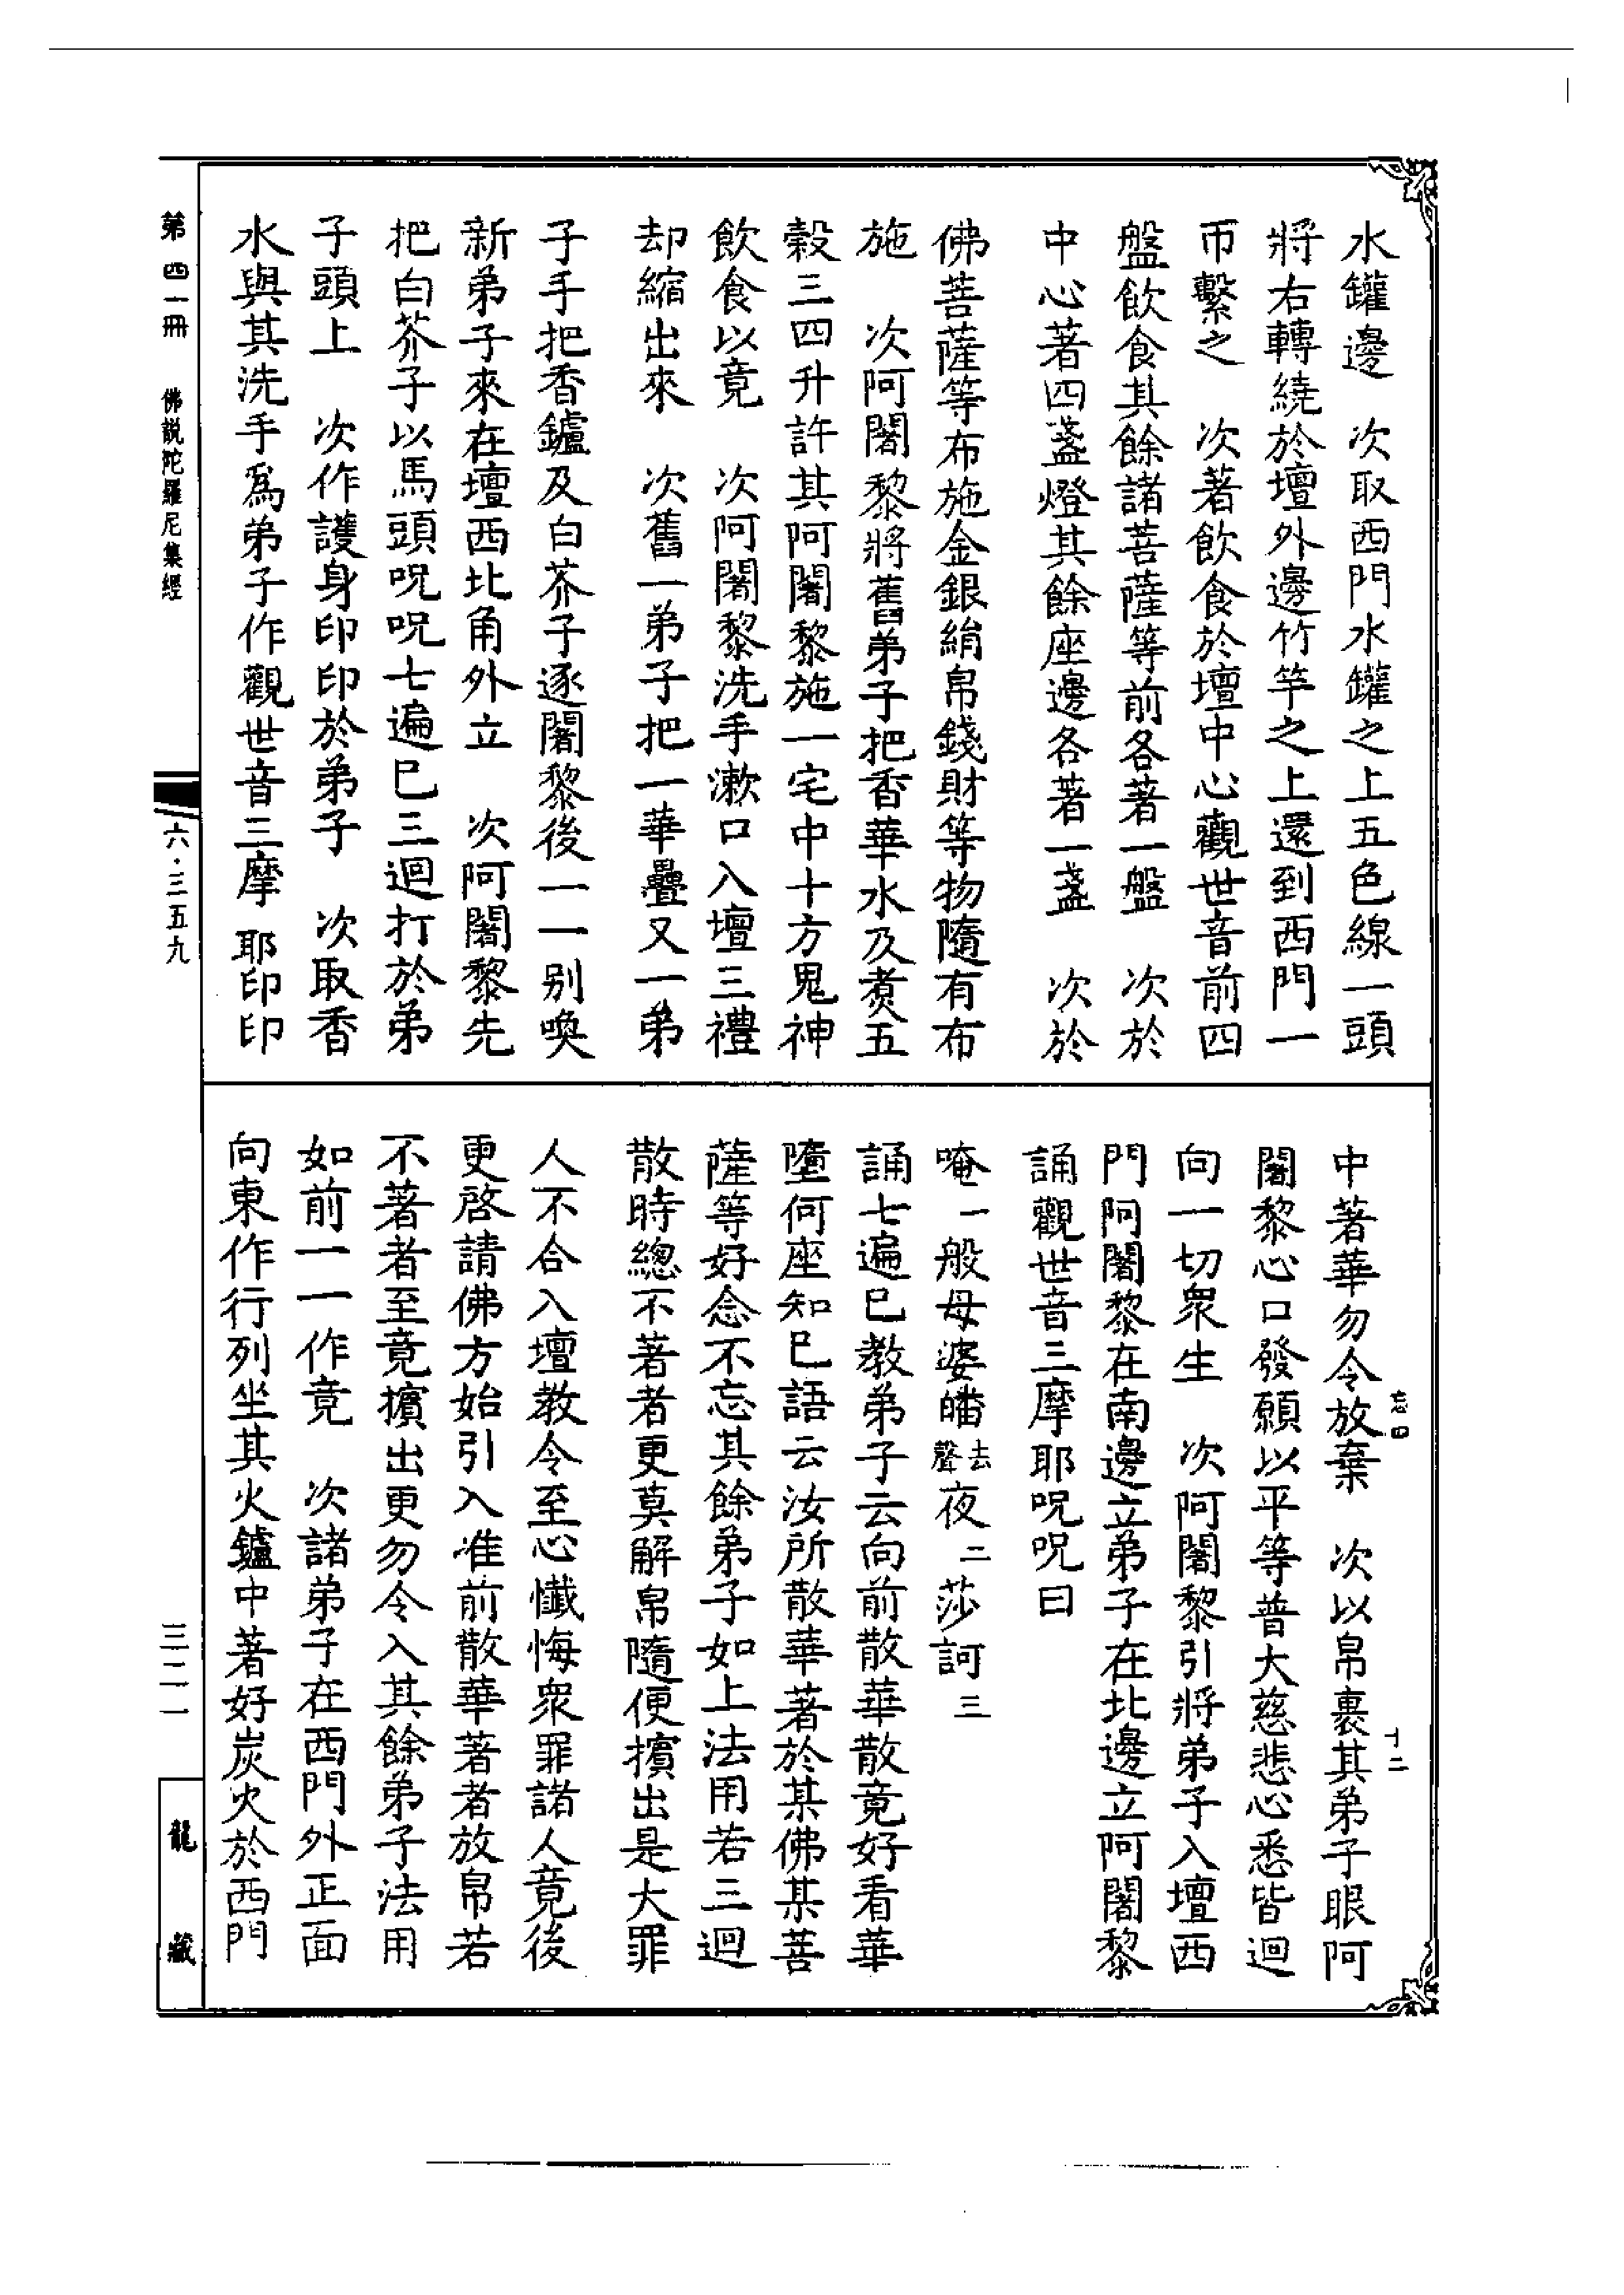 水罐邊　次取西門水罐之上五色線一頭
將右轉繞於壇外邊竹竿之上還到西門一
帀繫之　次著飲食於壇中心觀世音前四
盤飲食其餘諸菩薩等前各著一盤　次於
中心著四盞燈其餘座邊各著一盞　次於
佛菩薩等布施金銀絹帛錢財等物隨有布
施　次阿闍黎將舊弟子把香華水及煑五
穀三四升許其阿闍黎施一宅中十方鬼神
飲食以竟　次阿闍黎洗手漱口入壇三禮
却縮出來　次舊一弟子把一華疊又一弟
子手把香鑪及白芥子逐闍黎後一一別喚
新弟子來在壇西北角外立　次阿闍黎先
把白芥子以馬頭呪呪七遍巳三迴打於弟
子頭上　次作護身印印於弟子　次取香
水與其洗手爲弟子作觀世音三摩耶印印
中著華勿令放棄　次以帛裹其弟子眼阿
闍黎心口發願以平等普大慈悲心悉皆迴
向一切衆生　次阿闍黎引將弟子入壇西
門阿闍黎在南邊立弟子在北邊立阿闍黎
誦觀世音三摩耶呪呪曰
唵一般母婆皤去聲夜二莎訶三
誦七遍巳教弟子云向前散華散竟好看華
墮何座知巳語云汝所散華著於某佛某菩
薩等好念不忘其餘弟子如上法用若三迴
散時總不著者更莫解帛隨便擯出是大罪
人不合入壇教令至心懺悔衆罪諸人竟後
更啓請佛方始引入准前散華著者放帛若
不著者至竟擯出更勿令入其餘弟子法用
如前一一作竟　次諸弟子在西門外正面
向東作行列坐其火鑪中著好炭火於西門
忘四
十二
第四一冊　佛説陀羅尼集經
六·三五九
三二一
龍藏